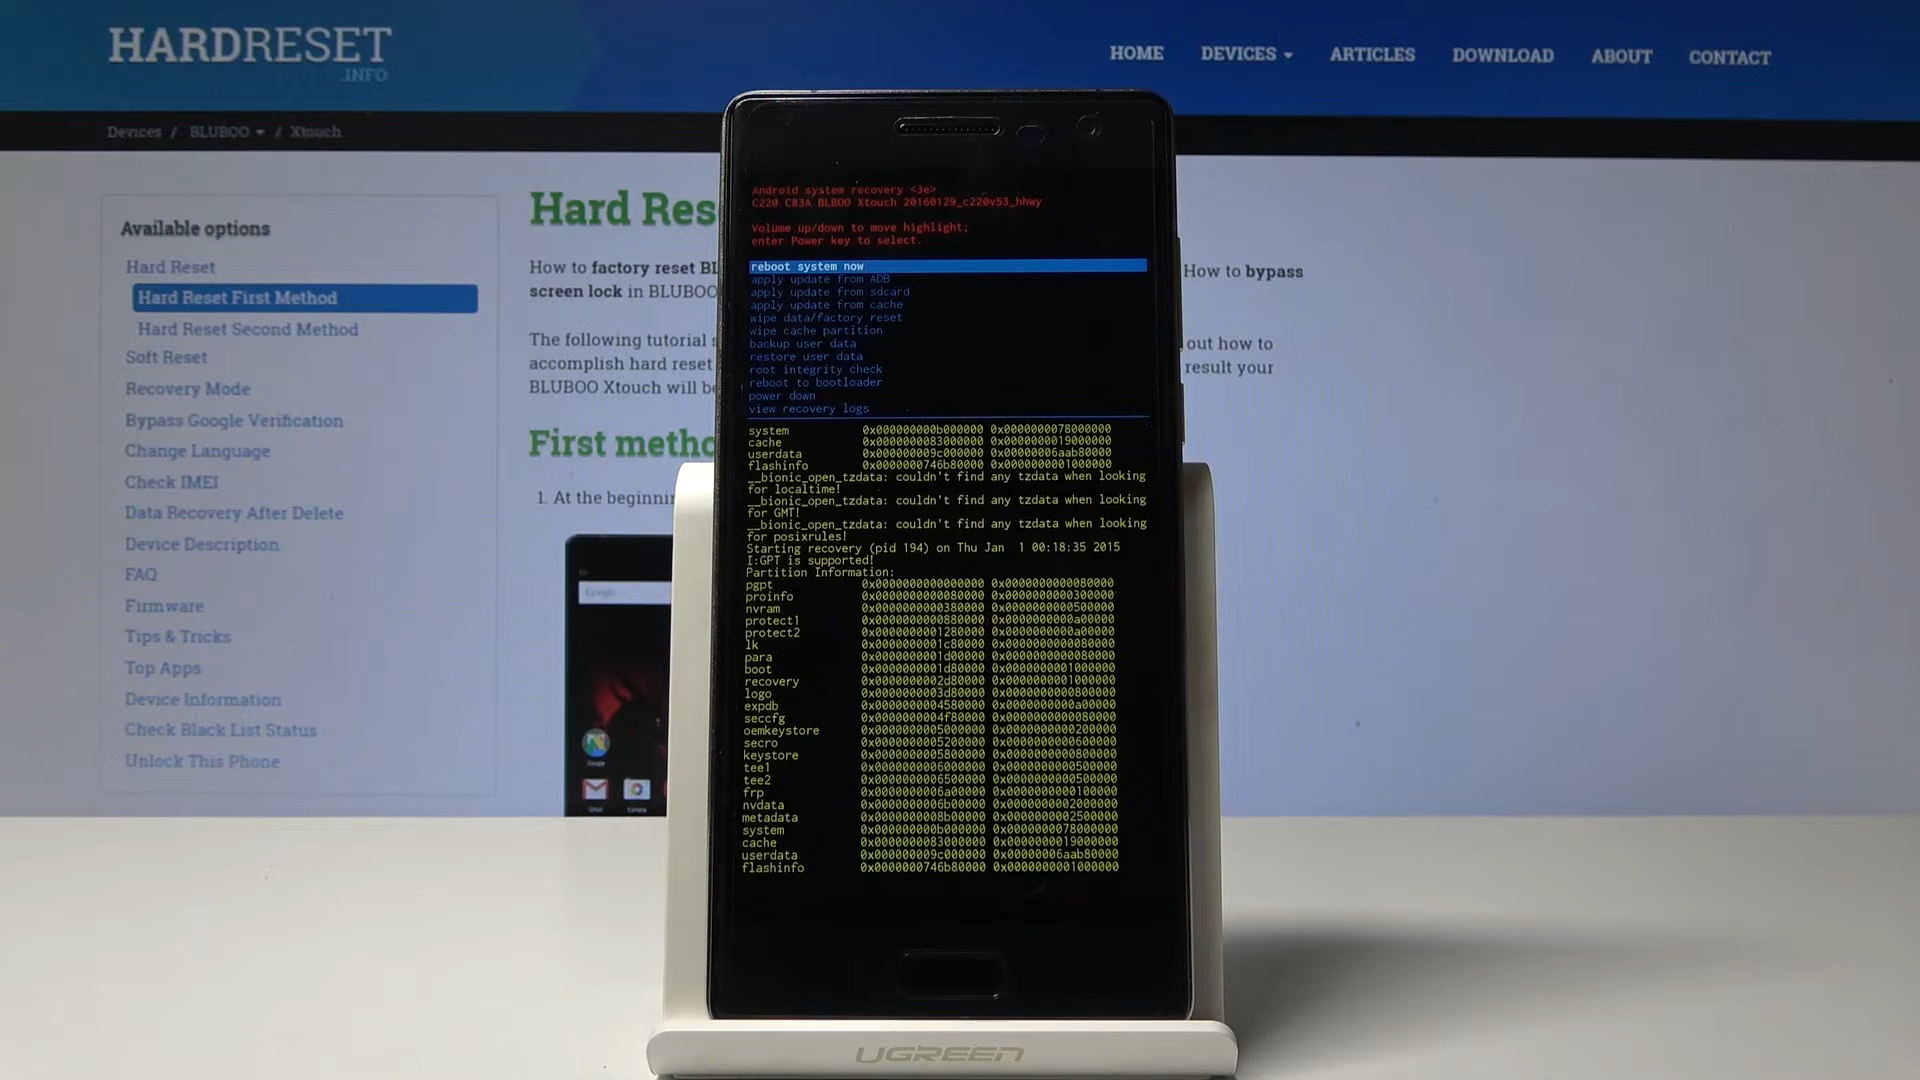 HARDRESET
.INFO
HOME DEVICES ARTICLES DOWNLOAD ABOUT CONTACT
Devices / BLUBOO / Xtouch
Available options
Hard Reset
Hard Reset First Method
Hard Reset Second Method
Soft Reset
Recovery Mode
Bypass Google Verification
Change Language
Check IMEI
Data Recovery After Delete
Device Description
FAQ
Firmware
Tips & Tricks
Top Apps
Device Information
Check Black List Status
Unlock This Phone
Hard Res
How to factory reset BL
How to bypass
screen lock in BLUBOO
The following tutorial s
out how to
accomplish hard reset
result your
BLUBOO Xtouch will be
First metho
1. At the beginnin
Google
Android system recovery <3e>
C220 C83A BLBOO Xtouch 20160129_c220v53_hhwy
Volume up/down to move highlight;
enter Power key to select.
reboot system now
apply update from ADB
apply update from sdcard
apply update from cache
wipe data/factory reset
wipe cache partition
backup user data
restore user data
root integrity check
reboot to bootloader
power down
view recovery logs
system 0x000000000b000000 0x0000000078000000
cache 0x0000000083000000 0x0000000019000000
userdata 0x000000009c000000 0x00000006aab80000
flashinfo 0x0000000746b80000 0x0000000001000000
__bionic_open_tzdata: couldn't find any tzdata when looking
for localtime!
__bionic_open_tzdata: couldn't find any tzdata when looking
for GMT!
__bionic_open_tzdata: couldn't find any tzdata when looking
for posixrules!
Starting recovery (pid 194) on Thu Jan 1 00:18:35 2015
I:GPT is supported!
Partition Information:
pgpt 0x0000000000000000 0x0000000000080000
proinfo 0x0000000000080000 0x0000000000300000
nvram 0x0000000000380000 0x0000000000500000
protect1 0x0000000000880000 0x0000000000a00000
protect2 0x0000000001280000 0x0000000000a00000
lk 0x0000000001c80000 0x0000000000080000
para 0x0000000001d00000 0x0000000000080000
boot 0x0000000001d80000 0x0000000001000000
recovery 0x0000000002d80000 0x0000000001000000
logo 0x0000000003d80000 0x0000000000800000
expdb 0x0000000004580000 0x0000000000a00000
seccfg 0x0000000004f80000 0x0000000000080000
oemkeystore 0x0000000005000000 0x0000000000200000
secro 0x0000000005200000 0x0000000000600000
keystore 0x0000000005800000 0x0000000000800000
tee1 0x0000000006000000 0x0000000000500000
tee2 0x0000000006500000 0x0000000000500000
frp 0x0000000006a00000 0x0000000000100000
nvdata 0x0000000006b00000 0x0000000002000000
metadata 0x0000000008b00000 0x0000000002500000
system 0x000000000b000000 0x0000000078000000
cache 0x0000000083000000 0x0000000019000000
userdata 0x000000009c000000 0x00000006aab80000
flashinfo 0x0000000746b80000 0x0000000001000000
Google
Gmail
Camera
UGREEN